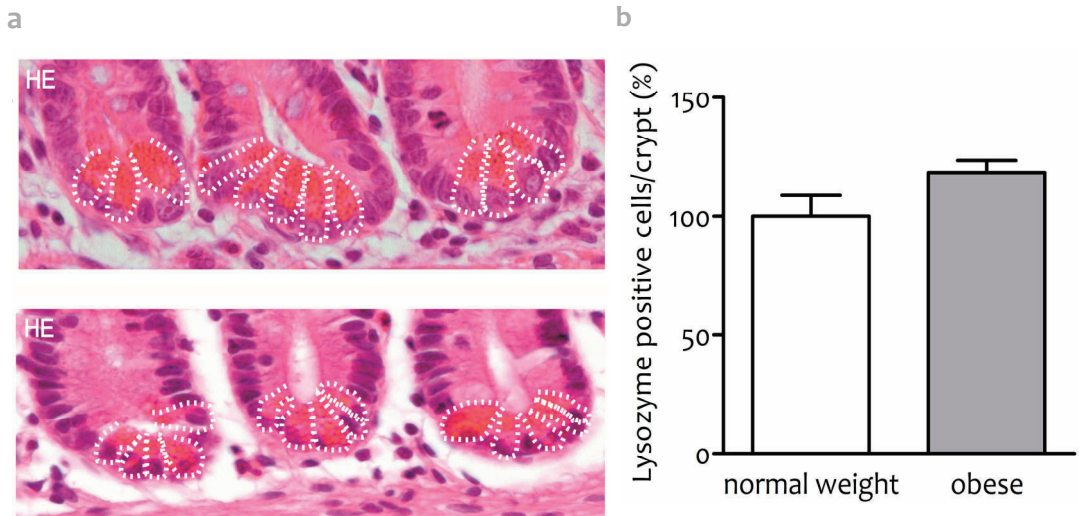 a
b
HE
HE
Lysozyme positive cells/crypt (%)
150
100
50
0
normal weight
obese